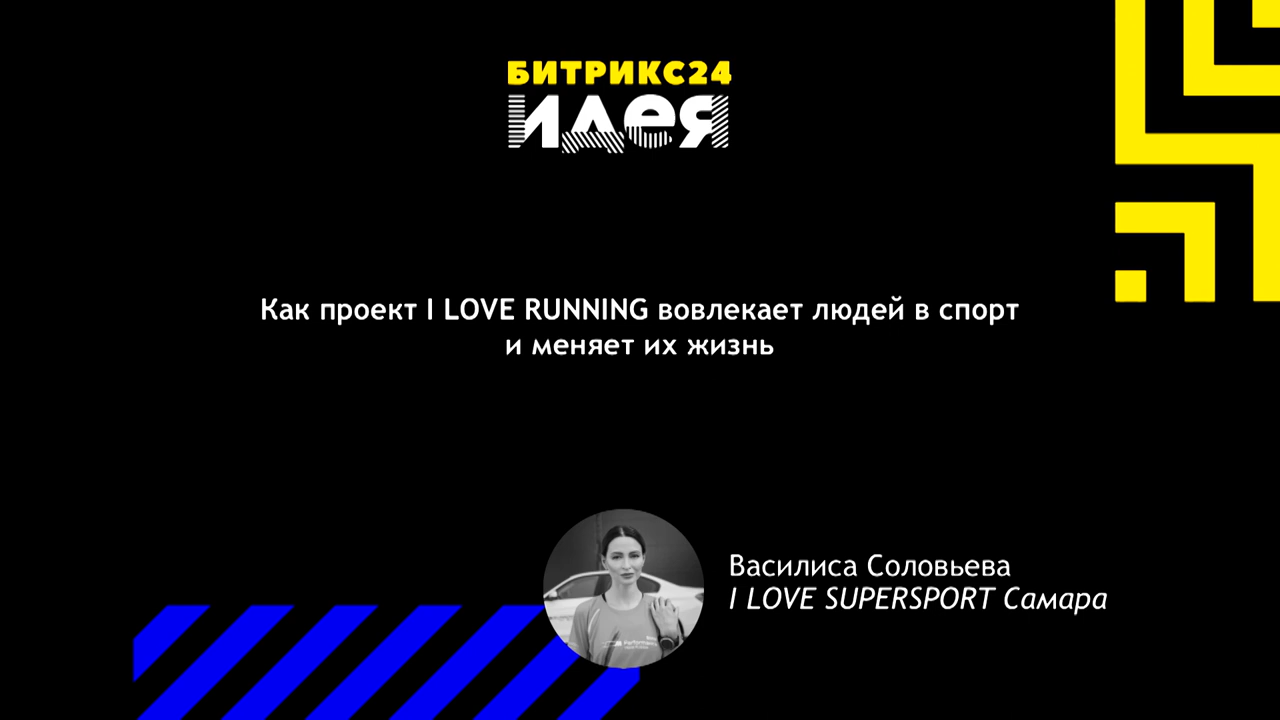 БИТРИКС24
идея
Как проект I LOVE RUNNING вовлекает людей в спорт
и меняет их жизнь
Василиса Соловьева
I LOVE SUPERSPORT Самара